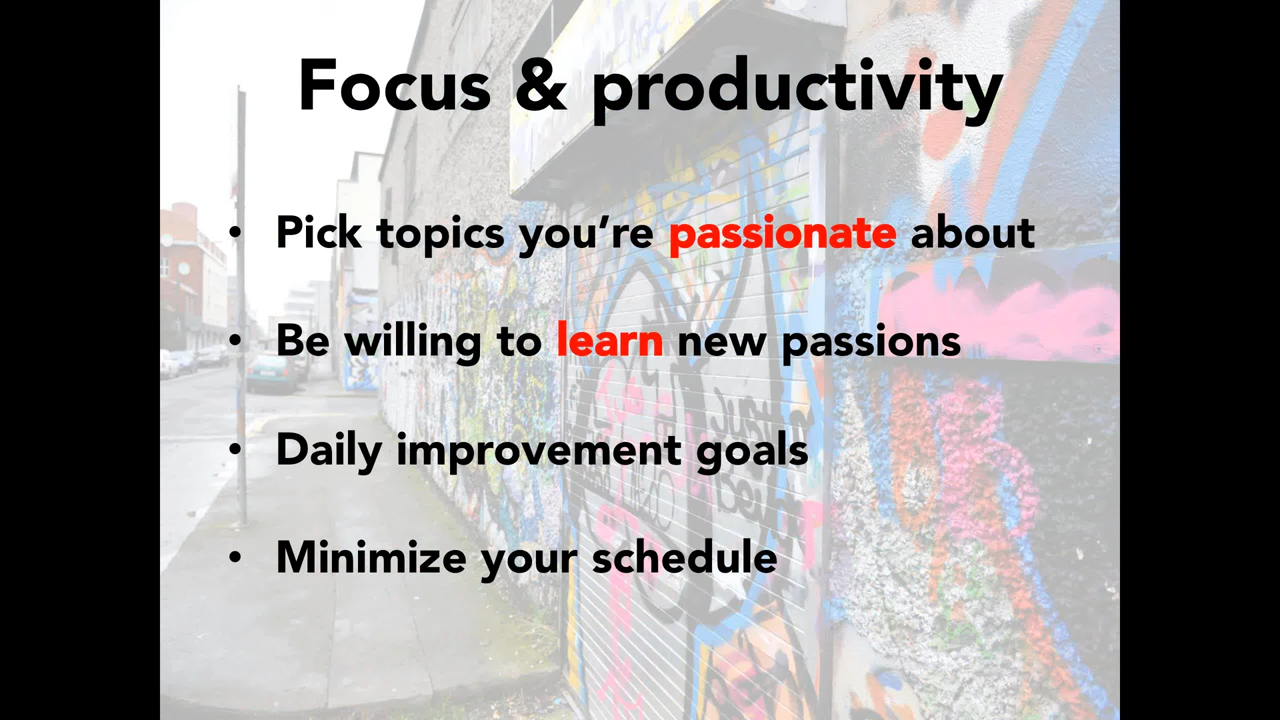 Focus & productivity
• Pick topics you’re passionate about
• Be willing to learn new passions
• Daily improvement goals
• Minimize your schedule